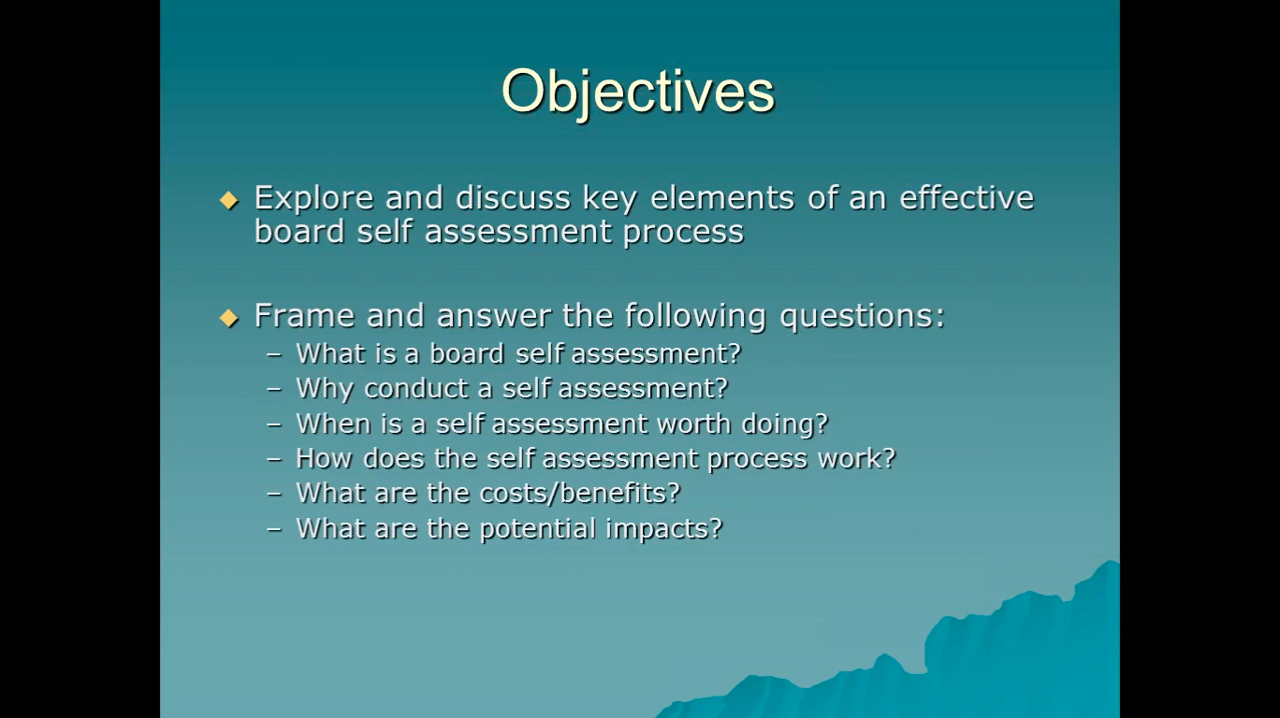 Objectives
◆ Explore and discuss key elements of an effective
board self assessment process
◆ Frame and answer the following questions:
– What is a board self assessment?
– Why conduct a self assessment?
– When is a self assessment worth doing?
– How does the self assessment process work?
– What are the costs/benefits?
– What are the potential impacts?